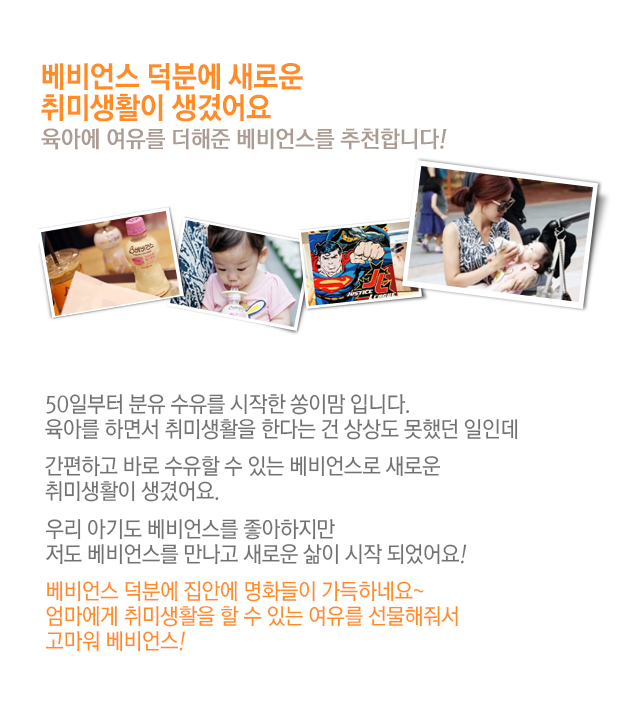 베비언스 덕분에 새로운
취미생활이 생겼어요
육아에 여유를 더해준 베비언스를 추천합니다!
베비언스
JUSTICE
LEAGUE
50일부터 분유 수유를 시작한 쏭이맘 입니다.
육아를 하면서 취미생활을 한다는 건 상상도 못했던 일인데
간편하고 바로 수유할 수 있는 베비언스로 새로운
취미생활이 생겼어요.
우리 아기도 베비언스를 좋아하지만
저도 베비언스를 만나고 새로운 삶이 시작 되었어요!
베비언스 덕분에 집안에 명화들이 가득하네요~
엄마에게 취미생활을 할 수 있는 여유를 선물해줘서
고마워 베비언스!